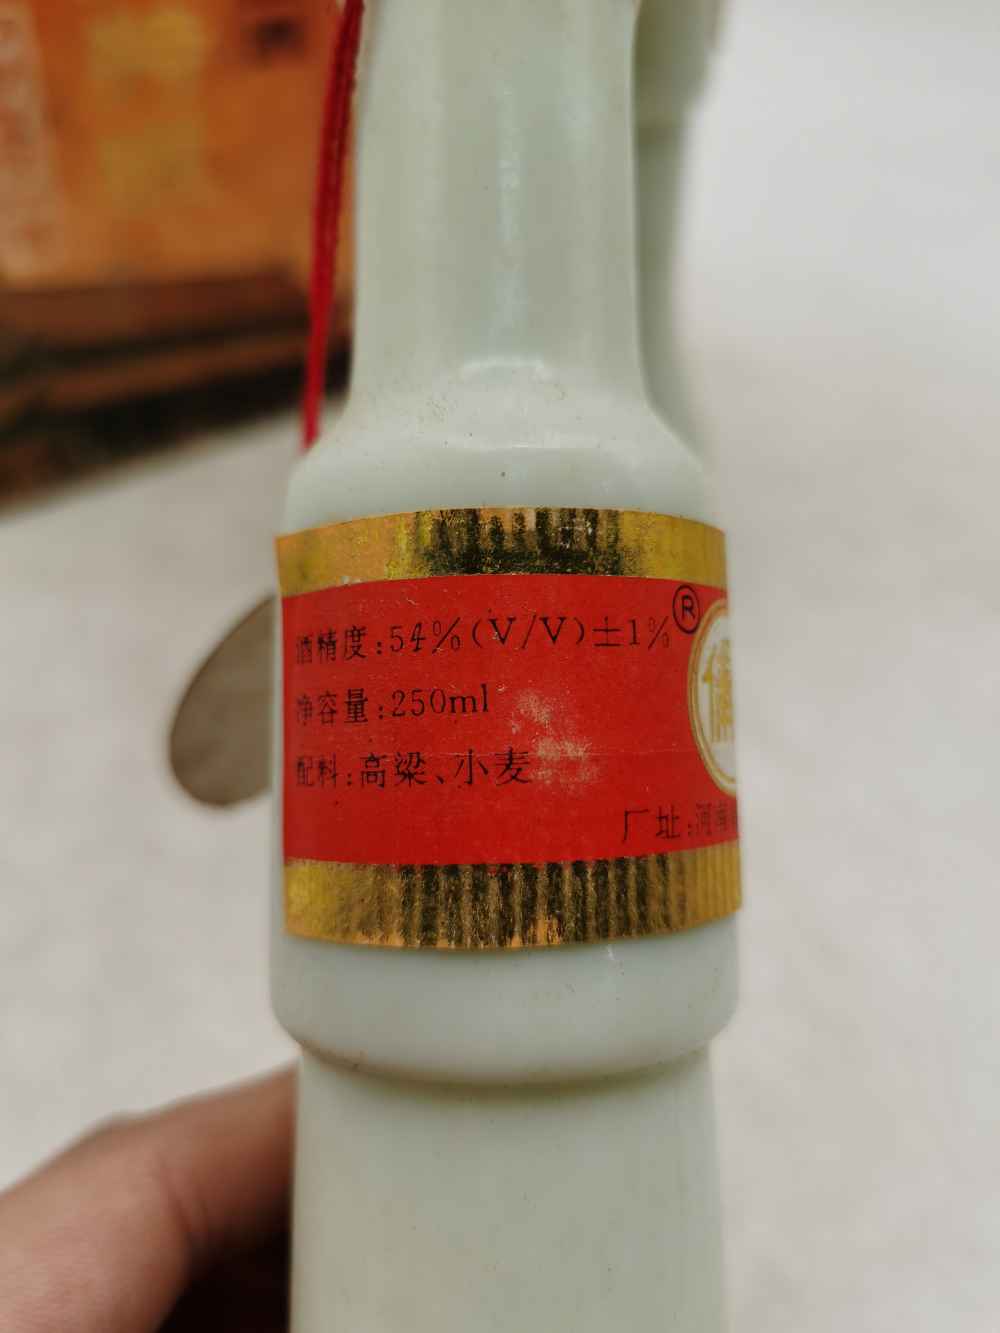 酒精度:54%(V/V)±1%
®
净容量:250ml
配料:高粱、小麦
厂址:河南